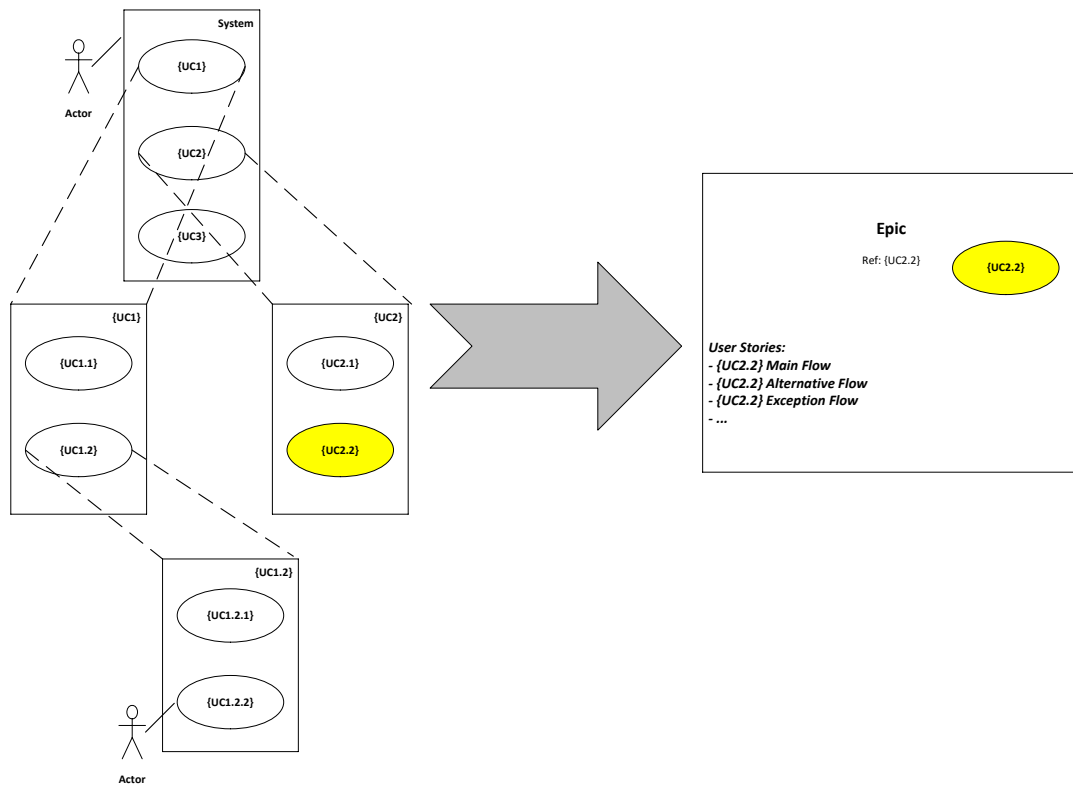 System
{UC1}
Actor
{UC2}
{UC3}
{UC1}
{UC1.1}
{UC1.2}
{UC2}
{UC2.1}
{UC2.2}
{UC1.2}
{UC1.2.1}
{UC1.2.2}
Actor
Epic
Ref: {UC2.2}
{UC2.2}
User Stories:
- {UC2.2} Main Flow
- {UC2.2} Alternative Flow
- {UC2.2} Exception Flow
- ...